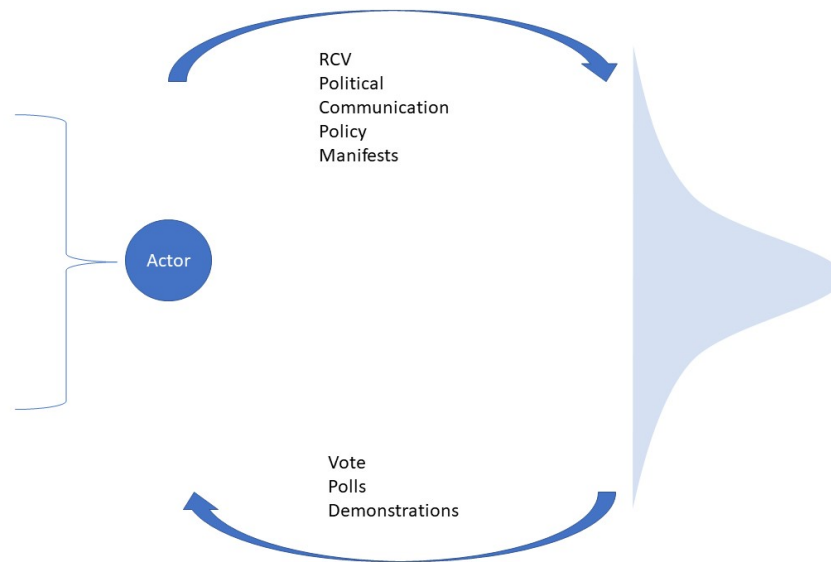 RCV
Political
Communication
Policy
Manifests
Actor
Vote
Polls
Demonstrations